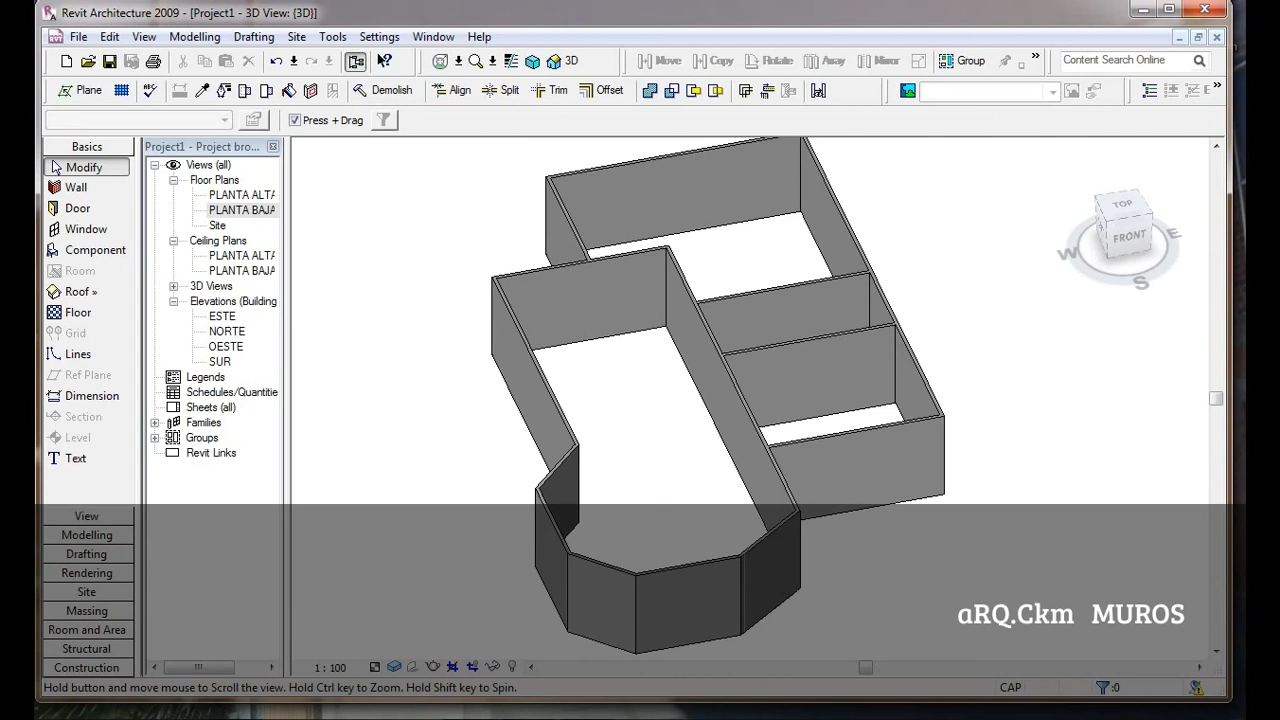 Revit Architecture 2009 - [Project1 - 3D View: {3D}]
File Edit View Modelling Drafting Site Tools Settings Window Help
3D Move Copy Rotate Array Mirror Group » Content Search Online
Plane Demolish Align Split Trim Offset »
Press + Drag
Basics
Modify
Wall
Door
Window
Component
Room
Roof »
Floor
Grid
Lines
Ref Plane
Dimension
Section
Level
Text
View
Modelling
Drafting
Rendering
Site
Massing
Room and Area
Structural
Construction
Project1 - Project bro...
Views (all)
Floor Plans
PLANTA ALTA
PLANTA BAJA
Site
Ceiling Plans
PLANTA ALTA
PLANTA BAJA
3D Views
Elevations (Building
ESTE
NORTE
OESTE
SUR
Legends
Schedules/Quantitie
Sheets (all)
Families
Groups
Revit Links
TOP
FRONT
W
E
S
aRQ.Ckm MUROS
1 : 100
Hold button and move mouse to Scroll the view. Hold Ctrl key to Zoom. Hold Shift key to Spin.
CAP
:0